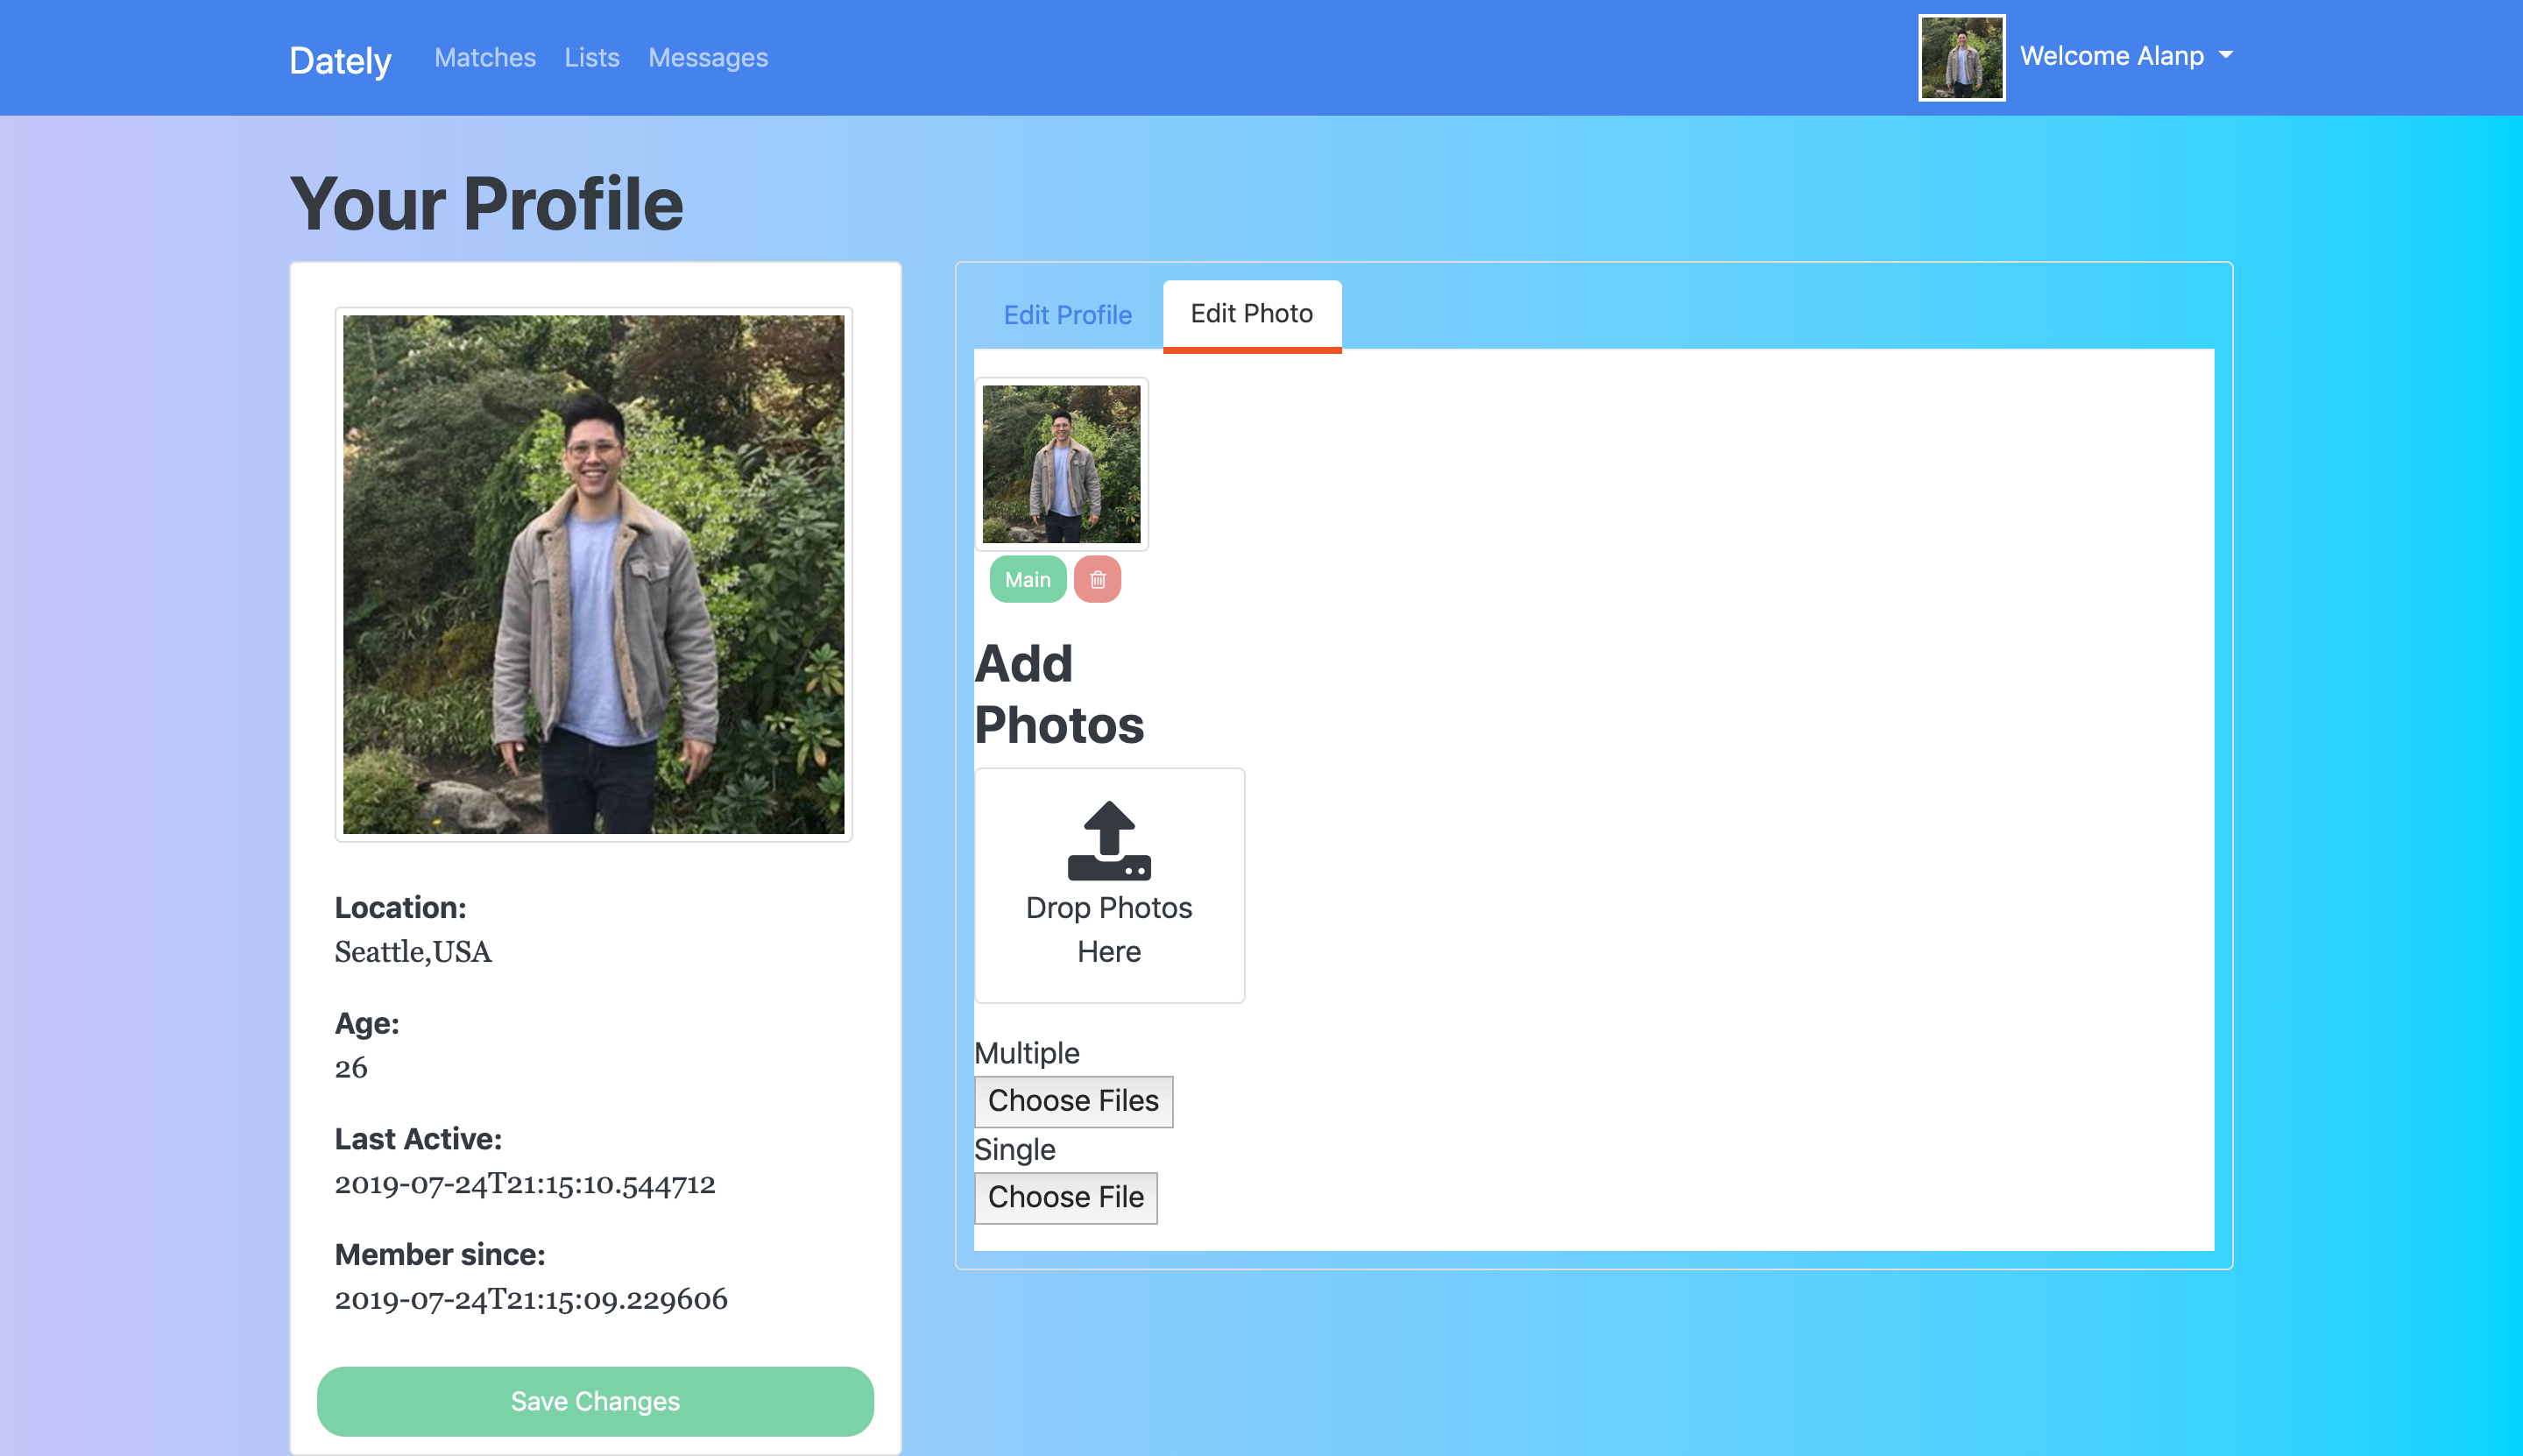 Dately Matches Lists Messages Welcome Alanp
Your Profile
Location:
Seattle,USA
Age:
26
Last Active:
2019-07-24T21:15:10.544712
Member since:
2019-07-24T21:15:09.229606
Save Changes
Edit Profile Edit Photo
Main
Add
Photos
Drop Photos
Here
Multiple
Choose Files
Single
Choose File